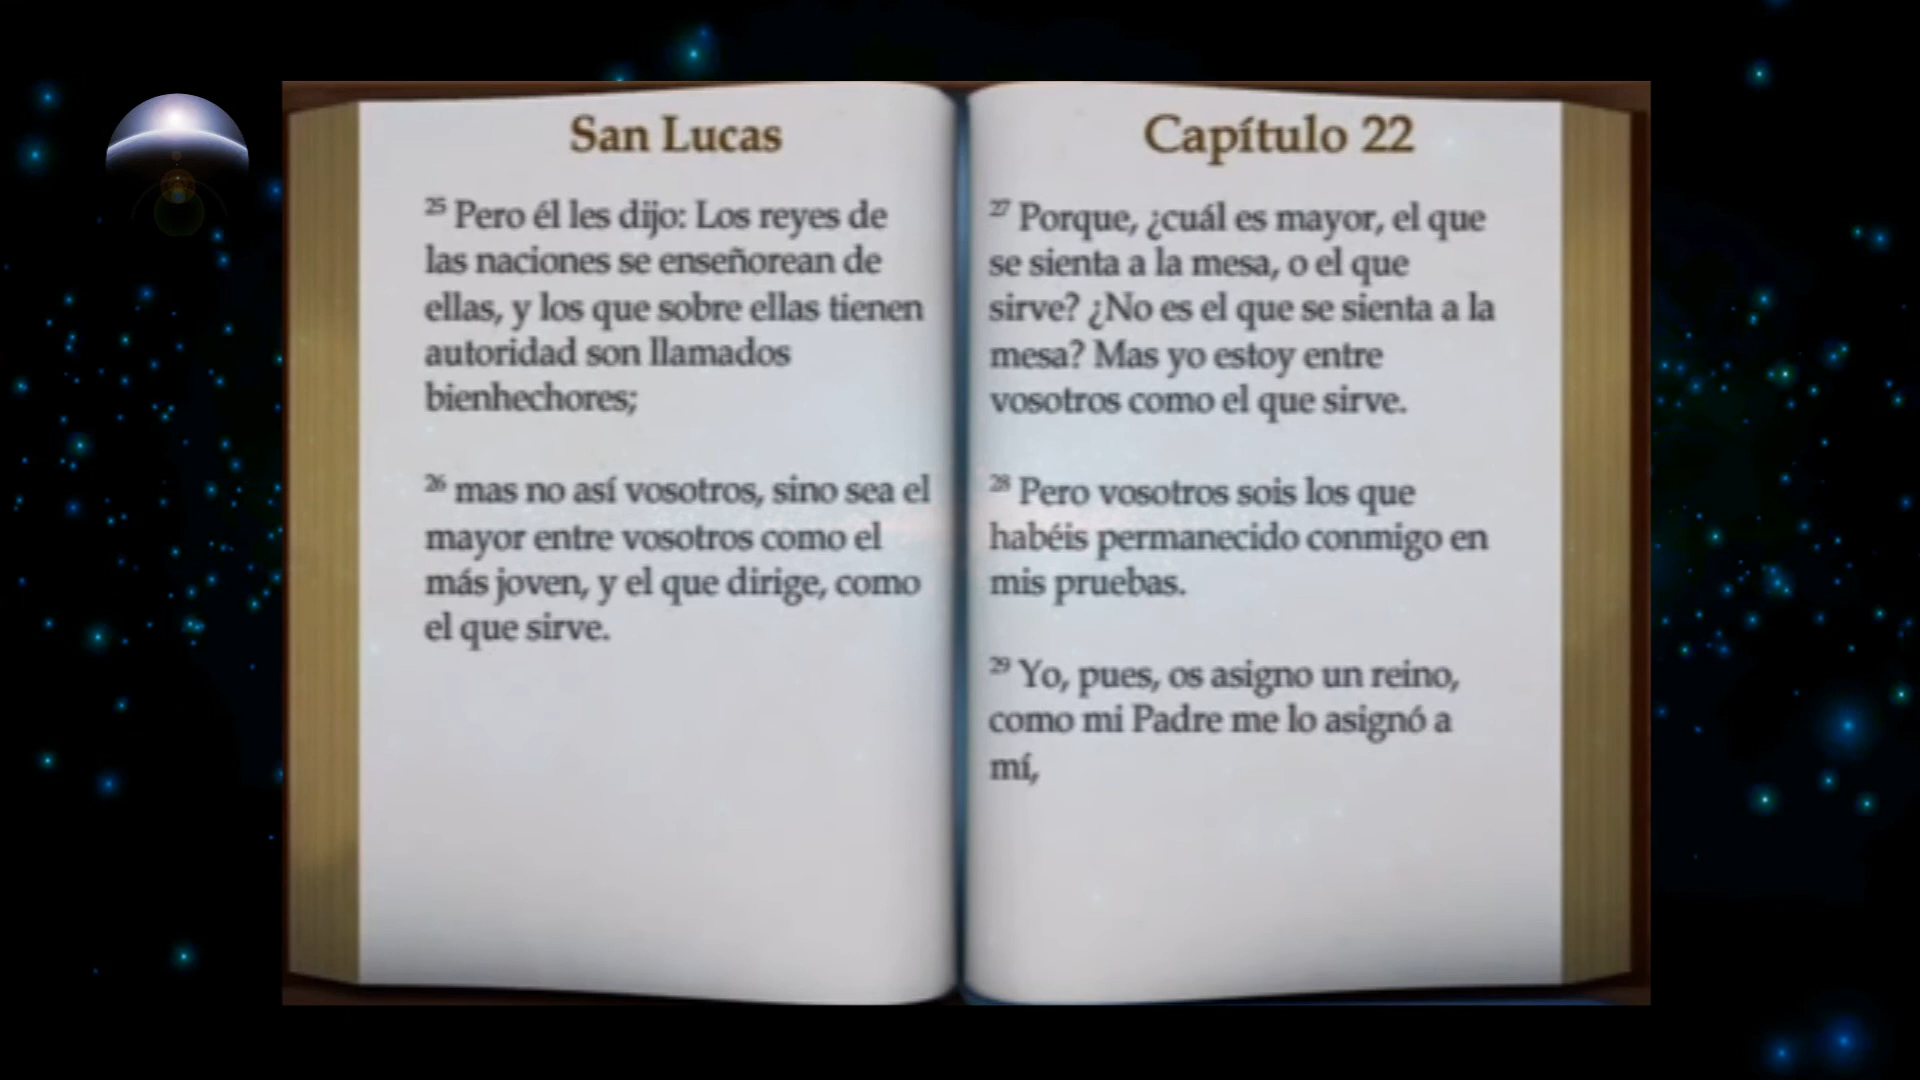 San Lucas
25 Pero él les dijo: Los reyes de
las naciones se enseñorean de
ellas, y los que sobre ellas tienen
autoridad son llamados
bienhechores;
26 mas no así vosotros, sino sea el
mayor entre vosotros como el
más joven, y el que dirige, como
el que sirve.
Capítulo 22
27 Porque, ¿cuál es mayor, el que
se sienta a la mesa, o el que
sirve? ¿No es el que se sienta a la
mesa? Mas yo estoy entre
vosotros como el que sirve.
28 Pero vosotros sois los que
habéis permanecido conmigo en
mis pruebas.
29 Yo, pues, os asigno un reino,
como mi Padre me lo asignó a
mí,